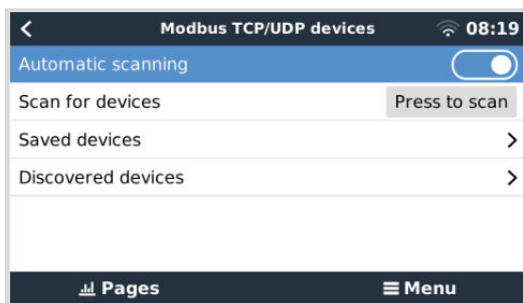 Modbus TCP/UDP devices 08:19
Automatic scanning
Scan for devices Press to scan
Saved devices
Discovered devices
Pages Menu